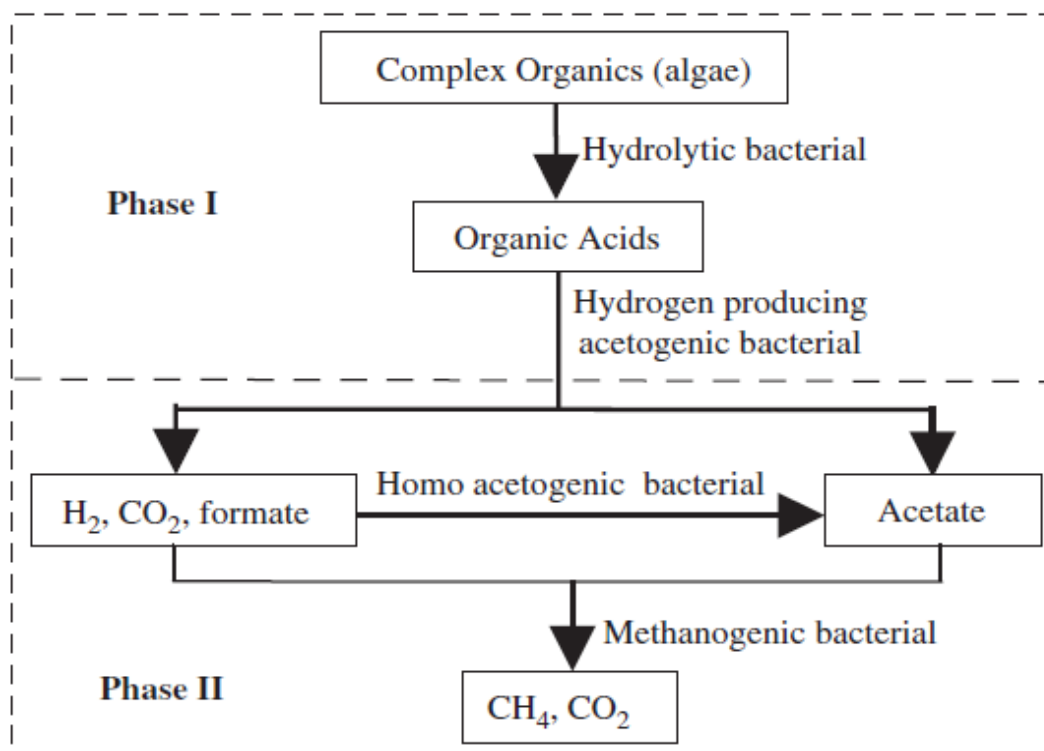 Complex Organics (algae)
Hydrolytic bacterial
Phase I
Organic Acids
Hydrogen producing
acetogenic bacterial
H₂, CO₂, formate
Homo acetogenic bacterial
Acetate
Methanogenic bacterial
Phase II
CH₄, CO₂